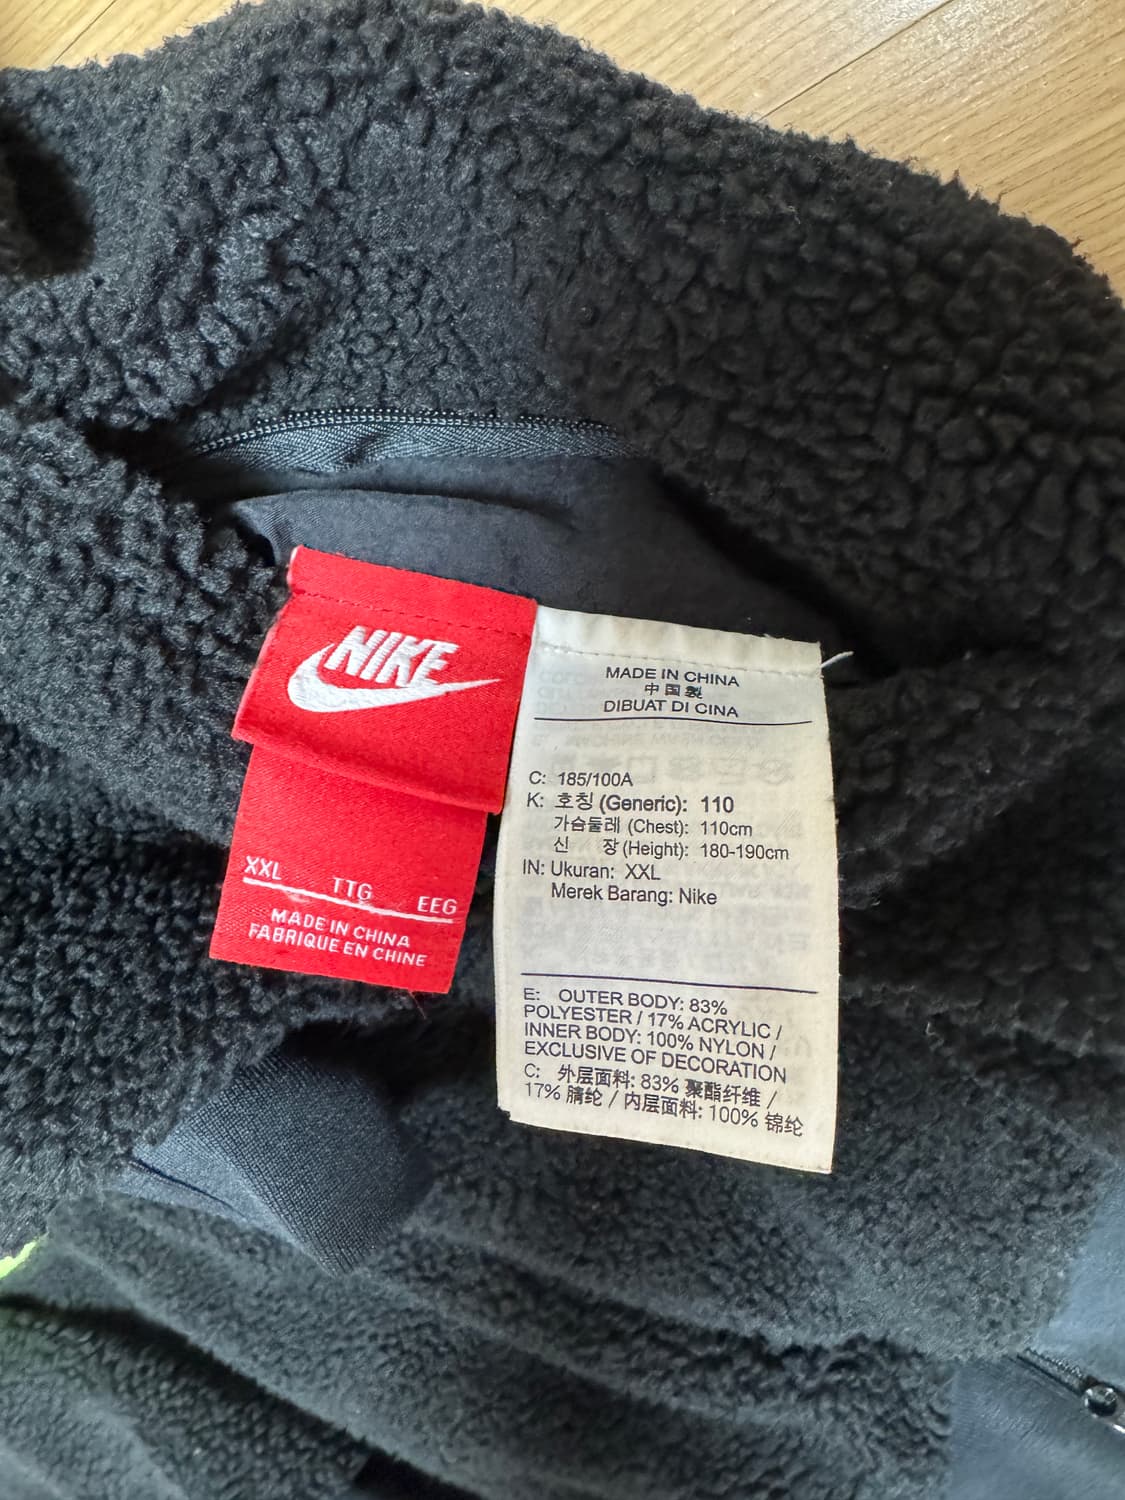 NIKE
XXL TTG EEG
MADE IN CHINA
FABRIQUE EN CHINE
MADE IN CHINA
中国製
DIBUAT DI CINA
C: 185/100A
K: 호칭 (Generic): 110
가슴둘레 (Chest): 110cm
신 장 (Height): 180-190cm
IN: Ukuran: XXL
Merek Barang: Nike
E: OUTER BODY: 83%
POLYESTER / 17% ACRYLIC /
INNER BODY: 100% NYLON /
EXCLUSIVE OF DECORATION
C: 外层面料: 83% 聚酯纤维 /
17% 腈纶 / 内层面料: 100% 锦纶